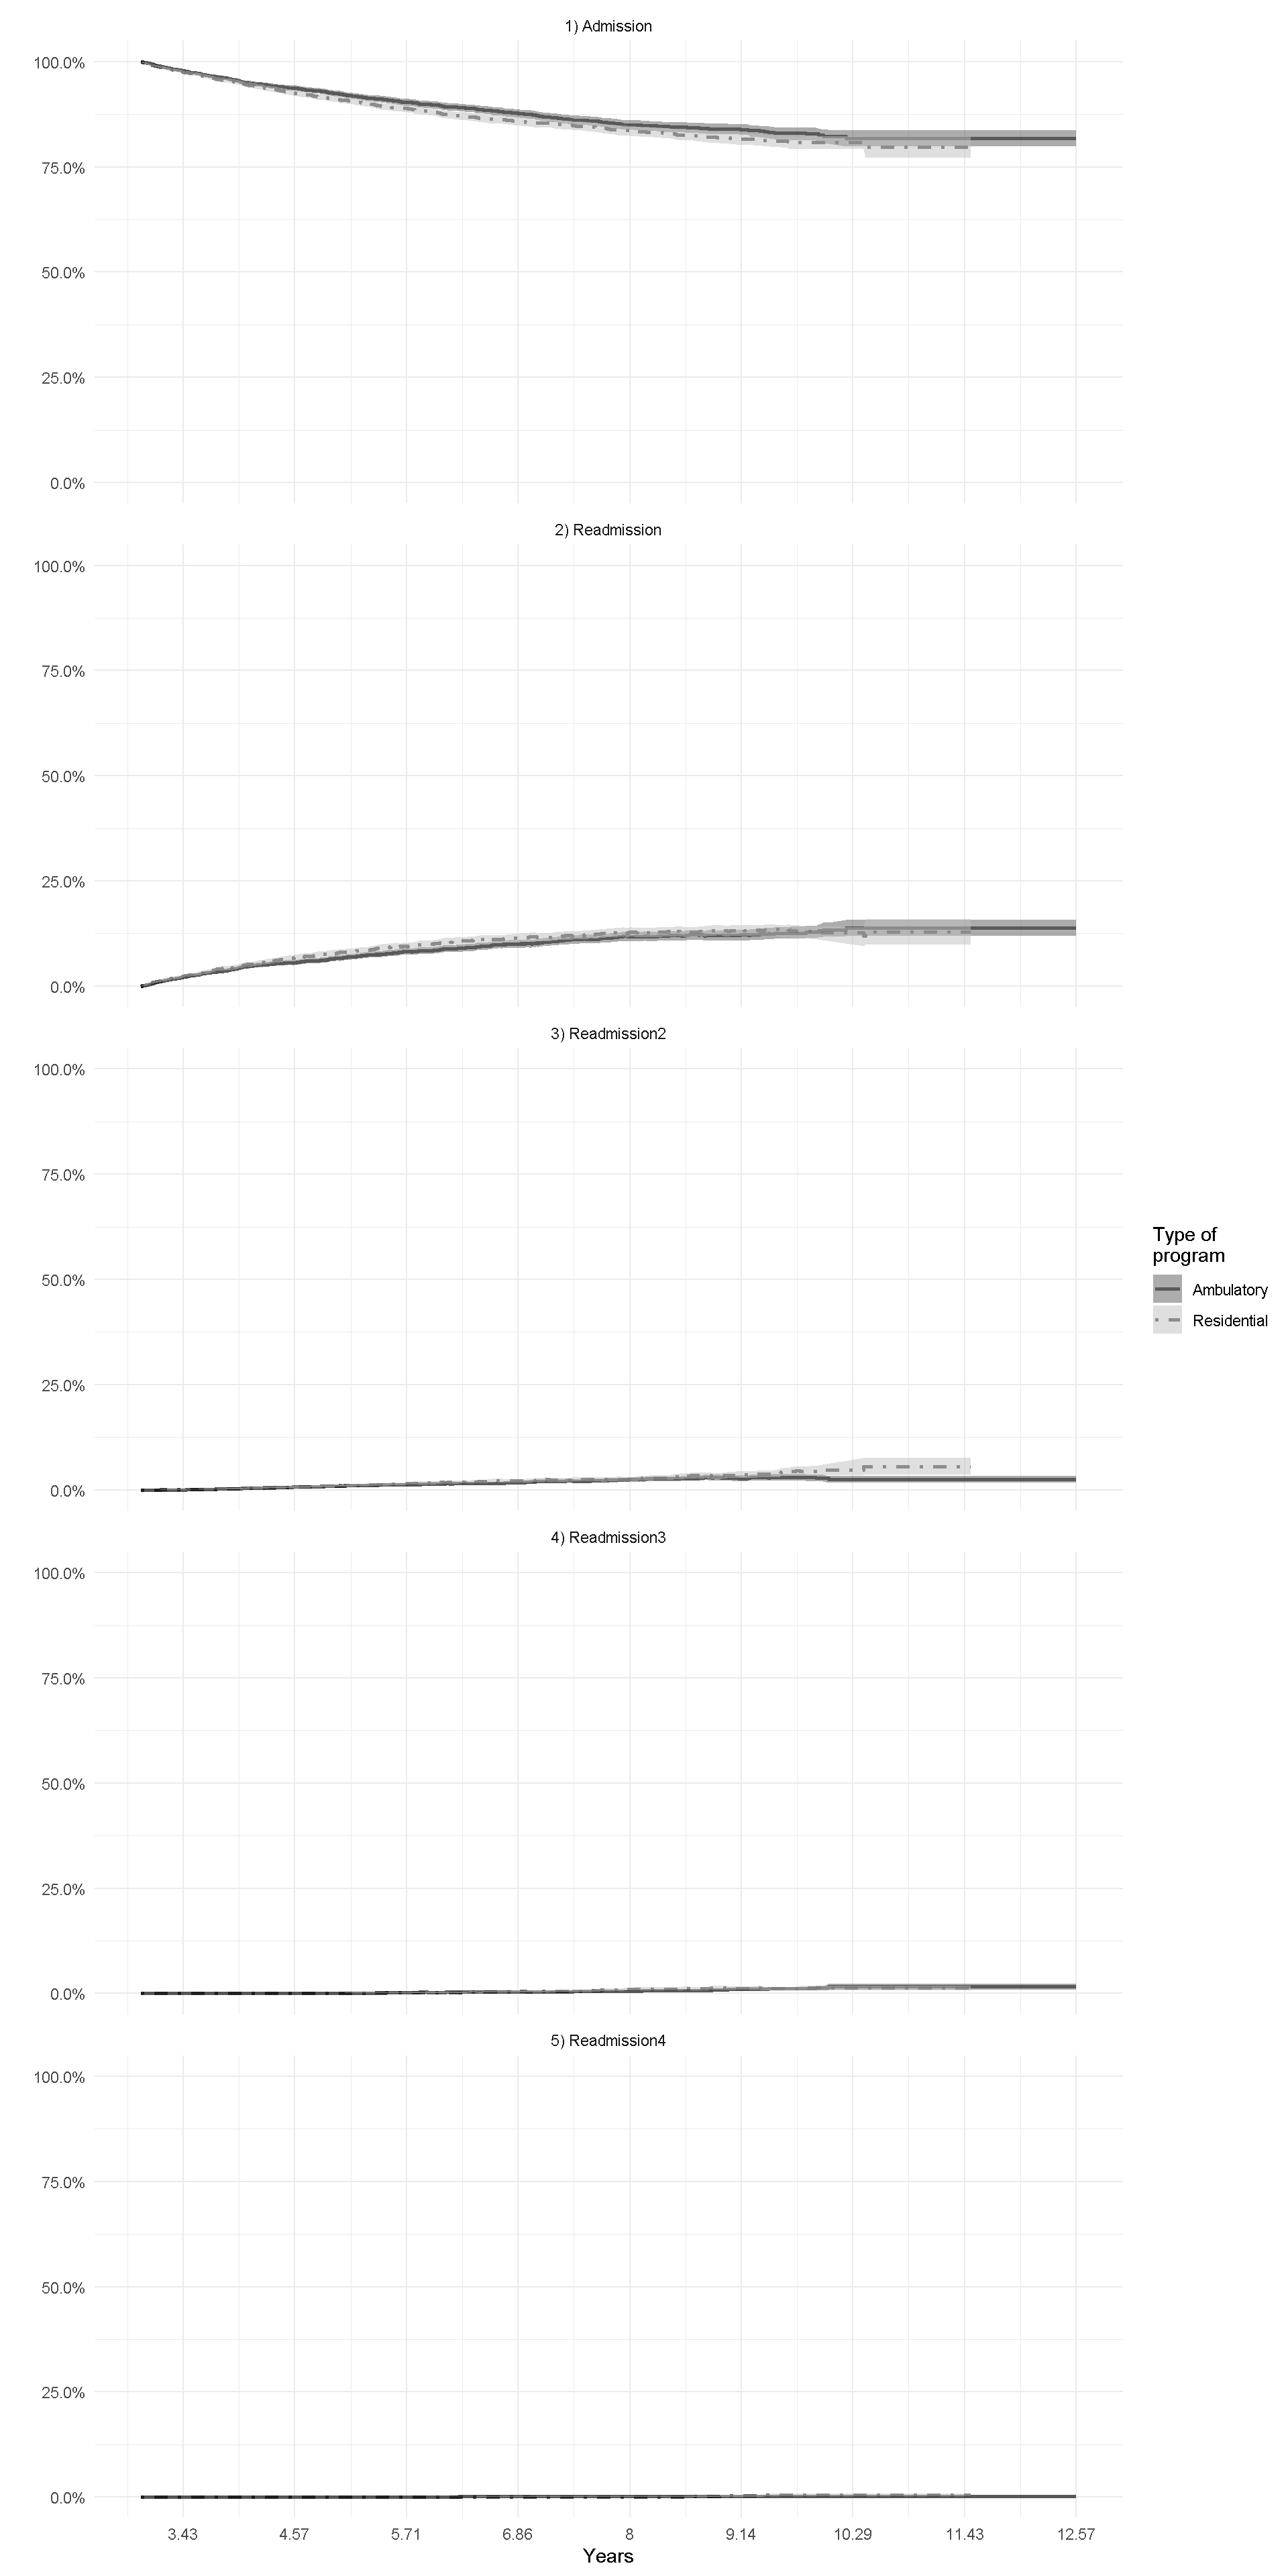 1) Admission
100.0%
75.0%
50.0%
25.0%
0.0%
2) Readmission
100.0%
75.0%
50.0%
25.0%
0.0%
3) Readmission2
100.0%
75.0%
50.0%
25.0%
0.0%
Type of
program
Ambulatory
Residential
4) Readmission3
100.0%
75.0%
50.0%
25.0%
0.0%
5) Readmission4
100.0%
75.0%
50.0%
25.0%
0.0%
3.43 4.57 5.71 6.86 8 9.14 10.29 11.43 12.57
Years